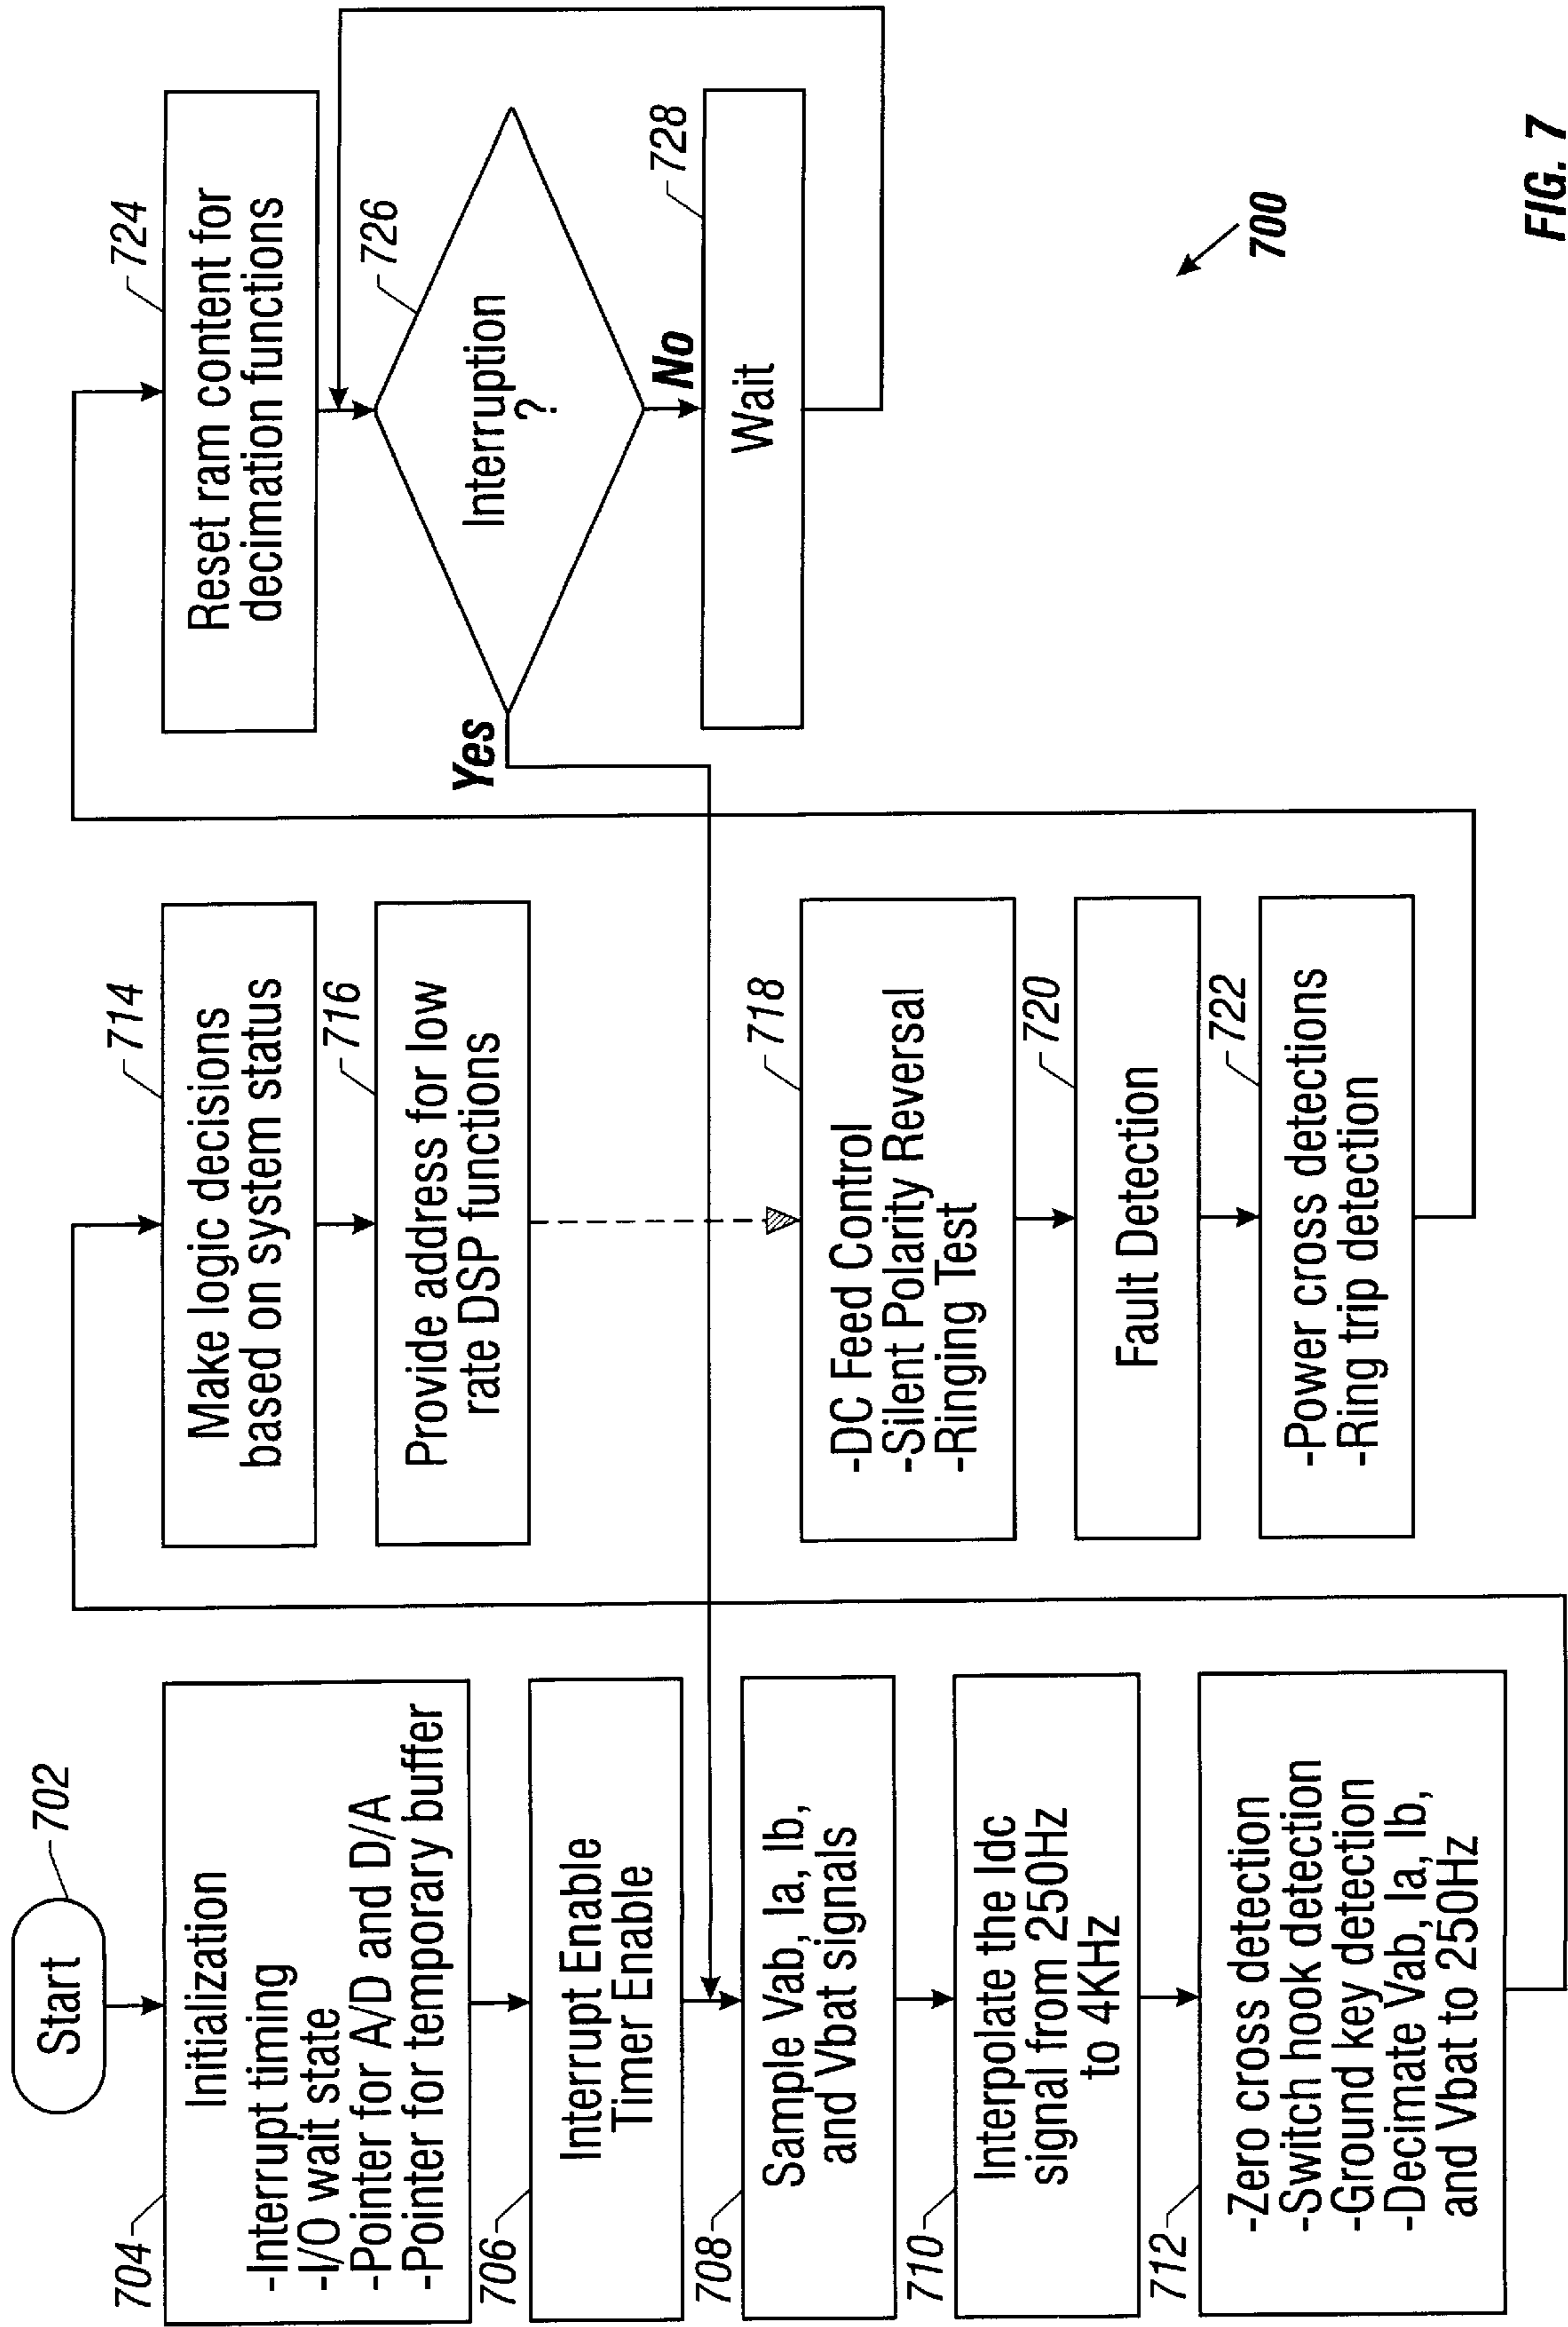 Start
702
704
Initialization
-Interrupt timing
-I/O wait state
-Pointer for A/D and D/A
-Pointer for temporary buffer
706
Interrupt Enable
Timer Enable
708
Sample Vab, Ia, Ib,
and Vbat signals
710
Interpolate the Idc
signal from 250Hz
to 4KHz
712
-Zero cross detection
-Switch hook detection
-Ground key detection
-Decimate Vab, Ia, Ib,
and Vbat to 250Hz
714
Make logic decisions
based on system status
716
Provide address for low
rate DSP functions
718
-DC Feed Control
-Silent Polarity Reversal
-Ringing Test
720
Fault Detection
722
-Power cross detections
-Ring trip detection
724
Reset ram content for
decimation functions
726
Interruption
?
Yes
No
728
Wait
700
FIG. 7